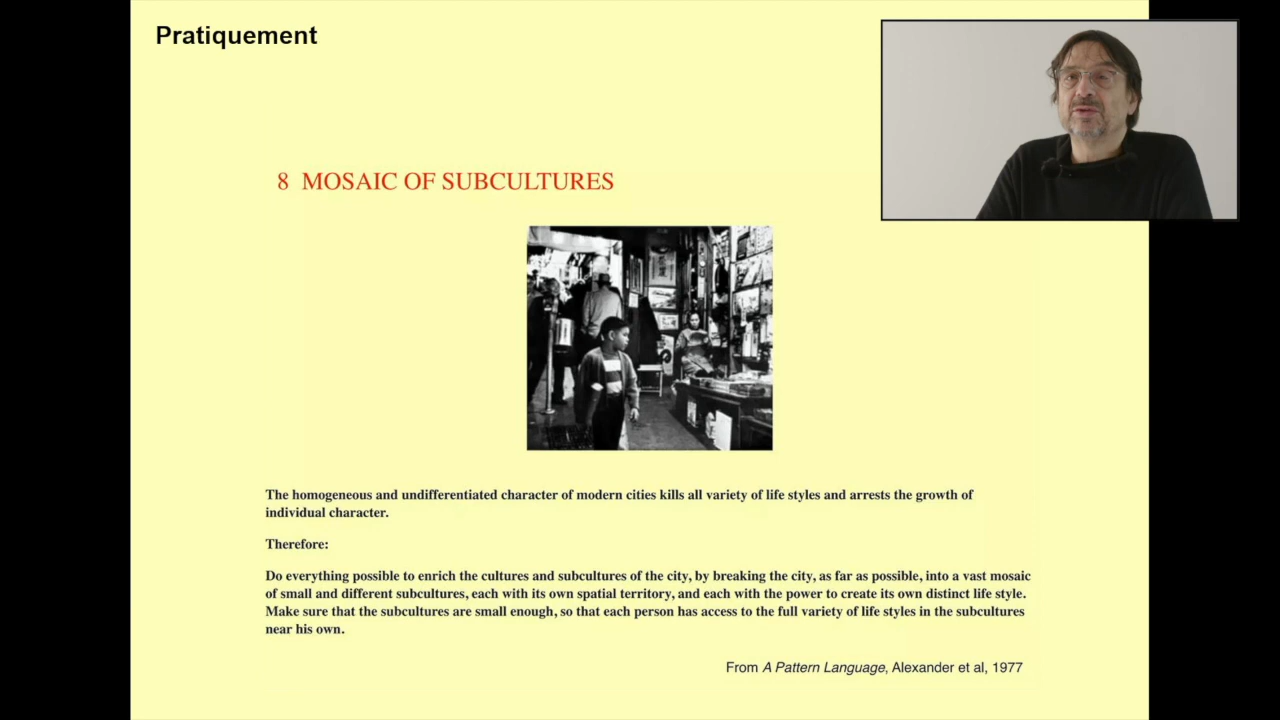 Pratiquement
8 MOSAIC OF SUBCULTURES
The homogeneous and undifferentiated character of modern cities kills all variety of life styles and arrests the growth of
individual character.
Therefore:
Do everything possible to enrich the cultures and subcultures of the city, by breaking the city, as far as possible, into a vast mosaic
of small and different subcultures, each with its own spatial territory, and each with the power to create its own distinct life style.
Make sure that the subcultures are small enough, so that each person has access to the full variety of life styles in the subcultures
near his own.
From A Pattern Language, Alexander et al, 1977